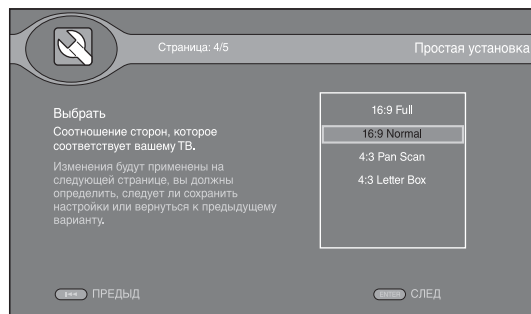 Страница: 4/5
Простая установка
Выбрать
Соотношение сторон, которое
соответствует вашему ТВ.
Изменения будут применены на
следующей странице, вы должны
определить, следует ли сохранить
настройки или вернуться к предыдущему
варианту.
16:9 Full
16:9 Normal
4:3 Pan Scan
4:3 Letter Box
ПРЕДЫД
ENTER СЛЕД